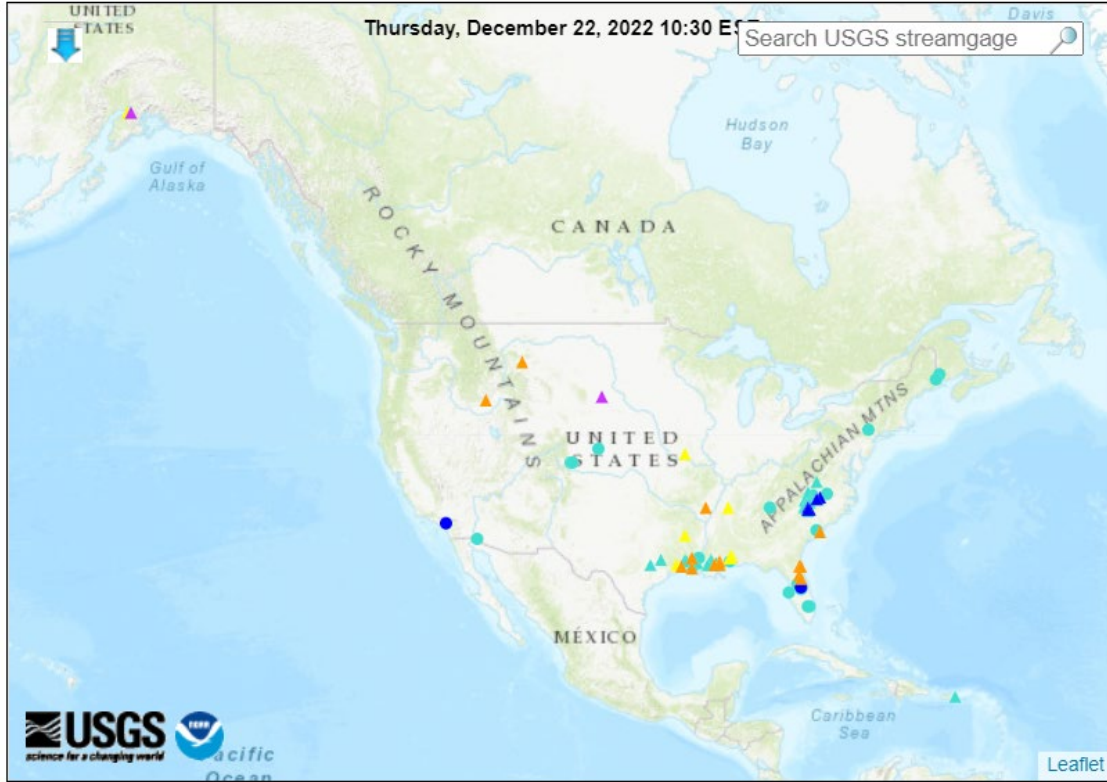 UNITED
STATES
Thursday, December 22, 2022 10:30 EST
Search USGS streamgage
Davis
Hudson
Bay
Gulf of
Alaska
ROCKY MOUNTAINS
CANADA
APPALACHIAN MTNS
UNITED
STATES
MÉXICO
Caribbean
Sea
USGS
science for a changing world
acific
Ocean
Leaflet